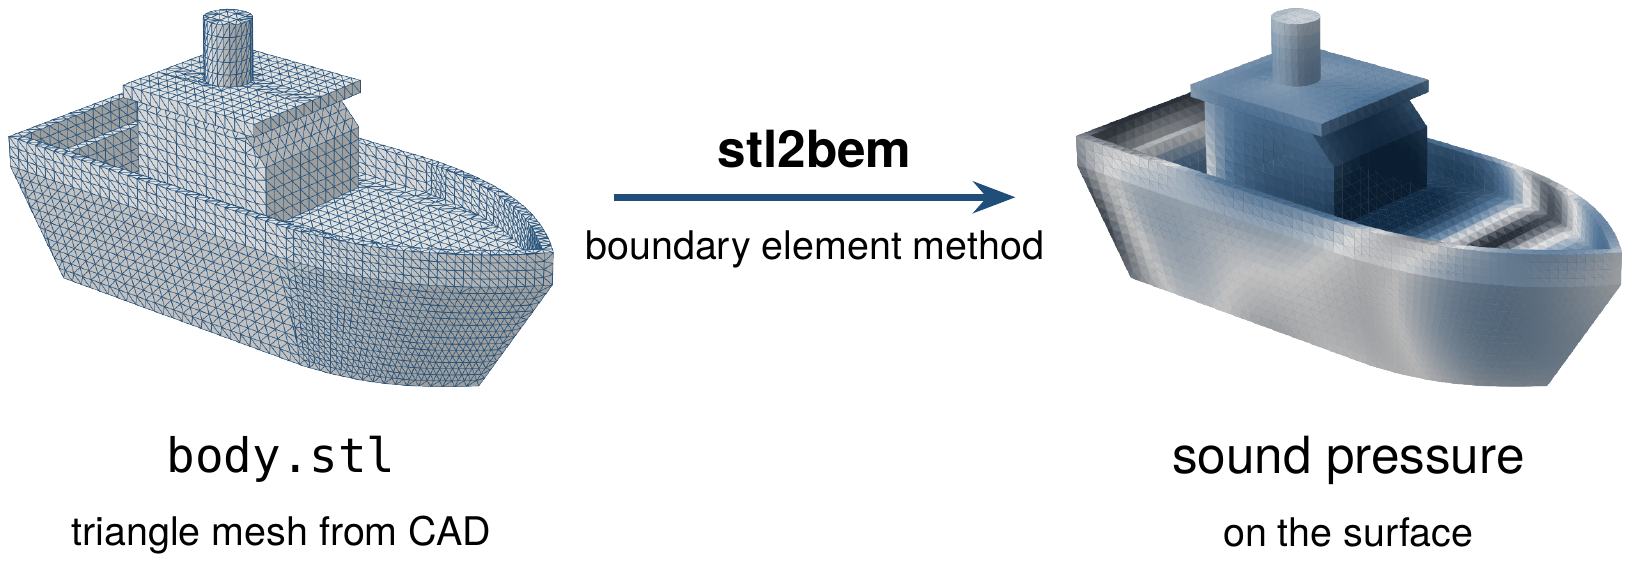 stl2bem
boundary element method
body.stl
triangle mesh from CAD
sound pressure
on the surface